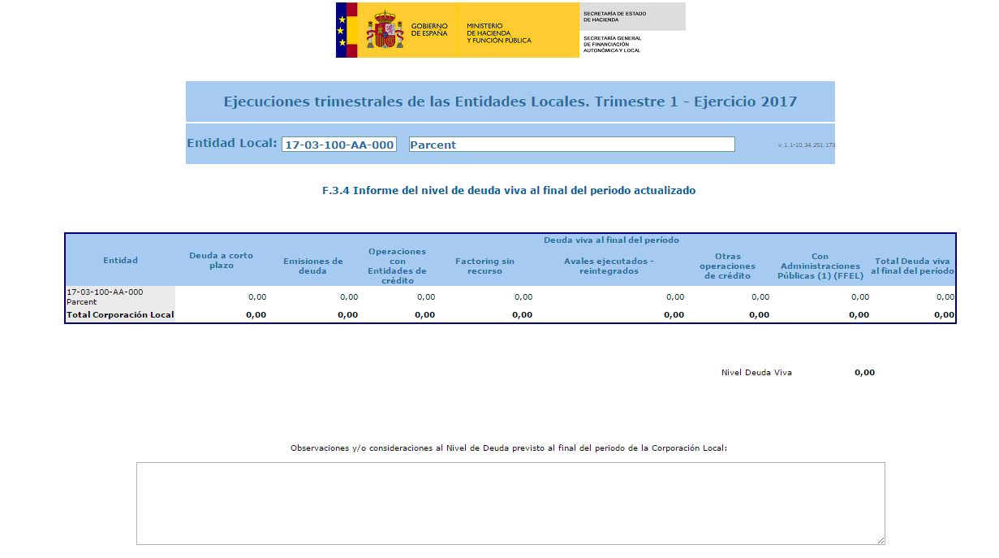 GOBIERNO
DE ESPAÑA
MINISTERIO
DE HACIENDA
Y FUNCIÓN PÚBLICA
SECRETARÍA DE ESTADO
DE HACIENDA
SECRETARÍA GENERAL
DE FINANCIACIÓN
AUTONÓMICA Y LOCAL
Ejecuciones trimestrales de las Entidades Locales. Trimestre 1 - Ejercicio 2017
Entidad Local: 17-03-100-AA-000 Parcent v.1.1-10.34.251.173
F.3.4 Informe del nivel de deuda viva al final del periodo actualizado
Deuda viva al final del período
Entidad
Deuda a corto
plazo
Emisiones de
deuda
Operaciones
con
Entidades de
crédito
Factoring sin
recurso
Avales ejecutados -
reintegrados
Otras
operaciones
de crédito
Con
Administraciones
Públicas (1) (FFEL)
Total Deuda viva
al final del período
17-03-100-AA-000
Parcent
0,00 0,00 0,00 0,00 0,00 0,00 0,00 0,00
Total Corporación Local 0,00 0,00 0,00 0,00 0,00 0,00 0,00 0,00
Nivel Deuda Viva 0,00
Observaciones y/o consideraciones al Nivel de Deuda previsto al final del periodo de la Corporación Local: